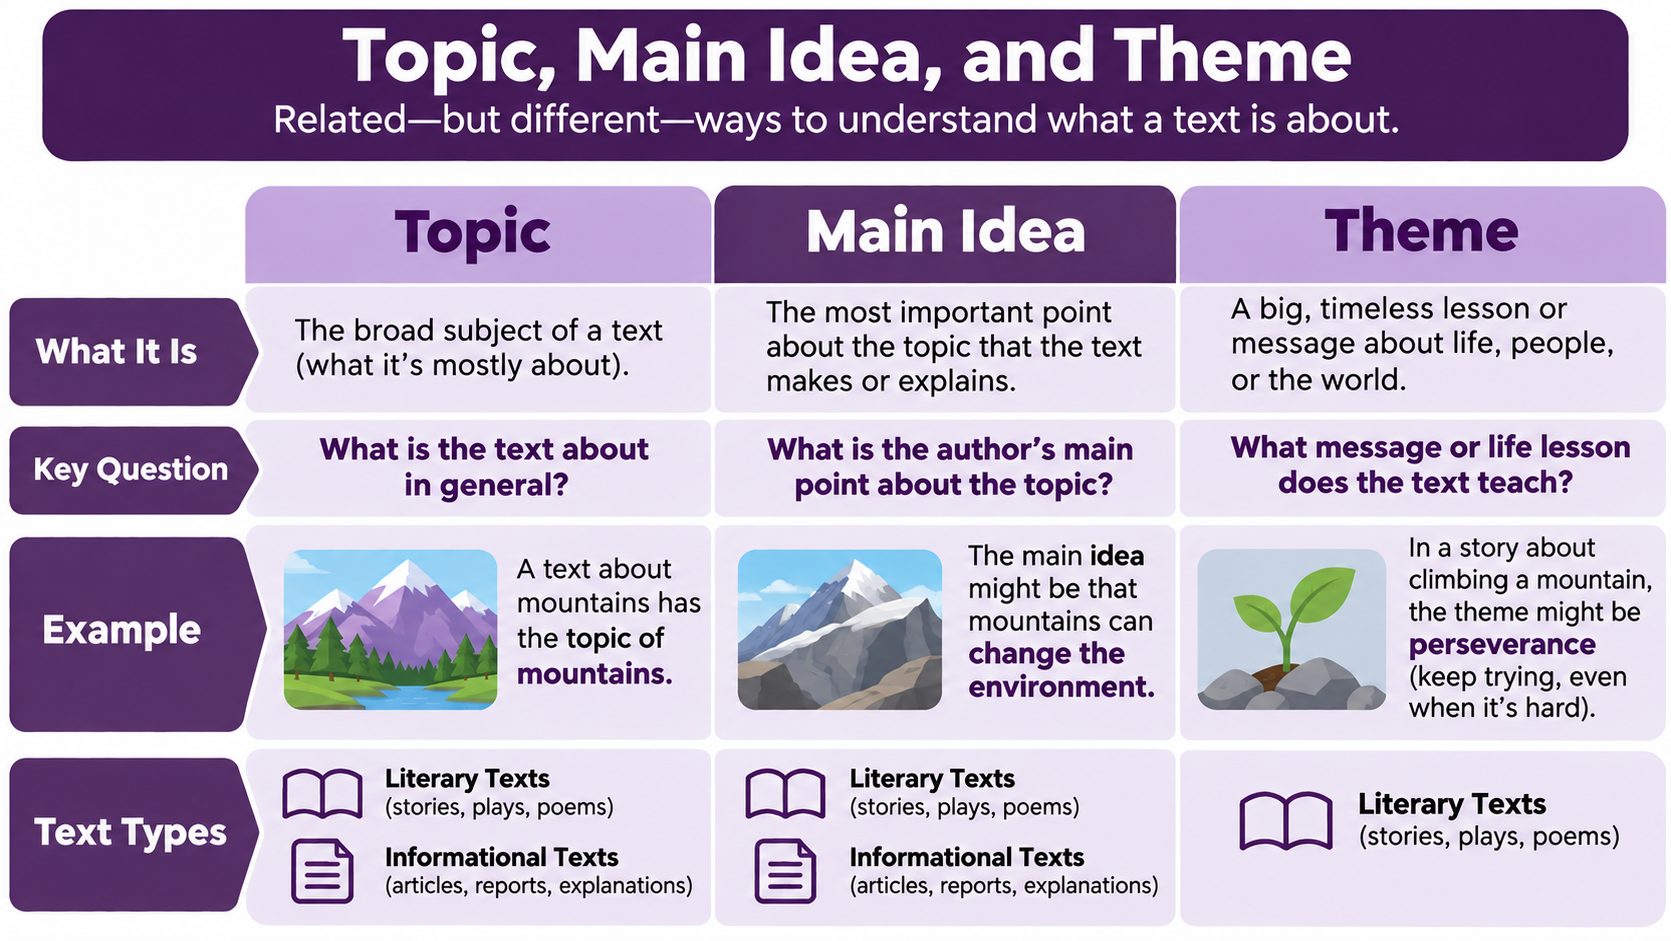 Topic, Main Idea, and Theme
Related—but different—ways to understand what a text is about.
Topic
Main Idea
Theme
What It Is
The broad subject of a text
(what it’s mostly about).
The most important point
about the topic that the text
makes or explains.
A big, timeless lesson or
message about life, people,
or the world.
Key Question
What is the text about
in general?
What is the author’s main
point about the topic?
What message or life lesson
does the text teach?
Example
A text about
mountains has
the topic of
mountains.
The main idea
might be that
mountains can
change the
environment.
In a story about
climbing a mountain,
the theme might be
perseverance
(keep trying, even
when it’s hard).
Text Types
Literary Texts
(stories, plays, poems)
Informational Texts
(articles, reports, explanations)
Literary Texts
(stories, plays, poems)
Informational Texts
(articles, reports, explanations)
Literary Texts
(stories, plays, poems)